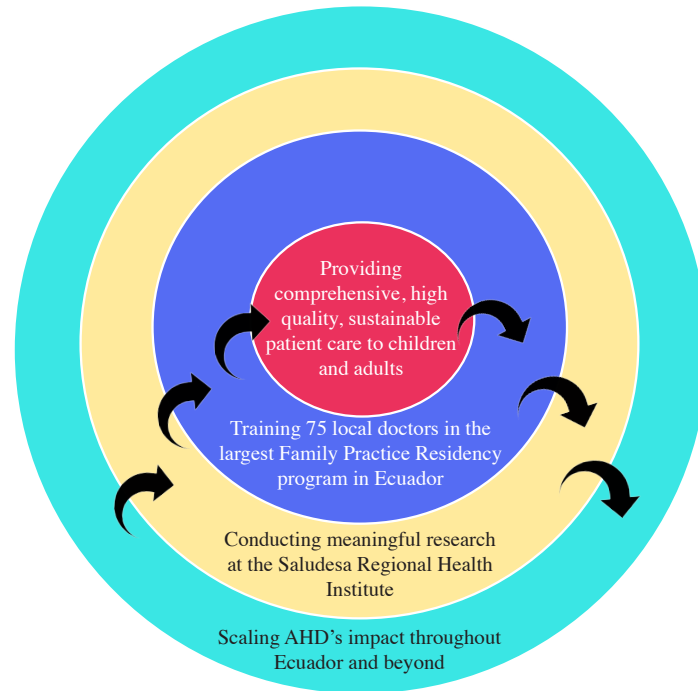 Providing
comprehensive, high
quality, sustainable
patient care to children
and adults
Training 75 local doctors in the
largest Family Practice Residency
program in Ecuador
Conducting meaningful research
at the Saludesa Regional Health
Institute
Scaling AHD’s impact throughout
Ecuador and beyond